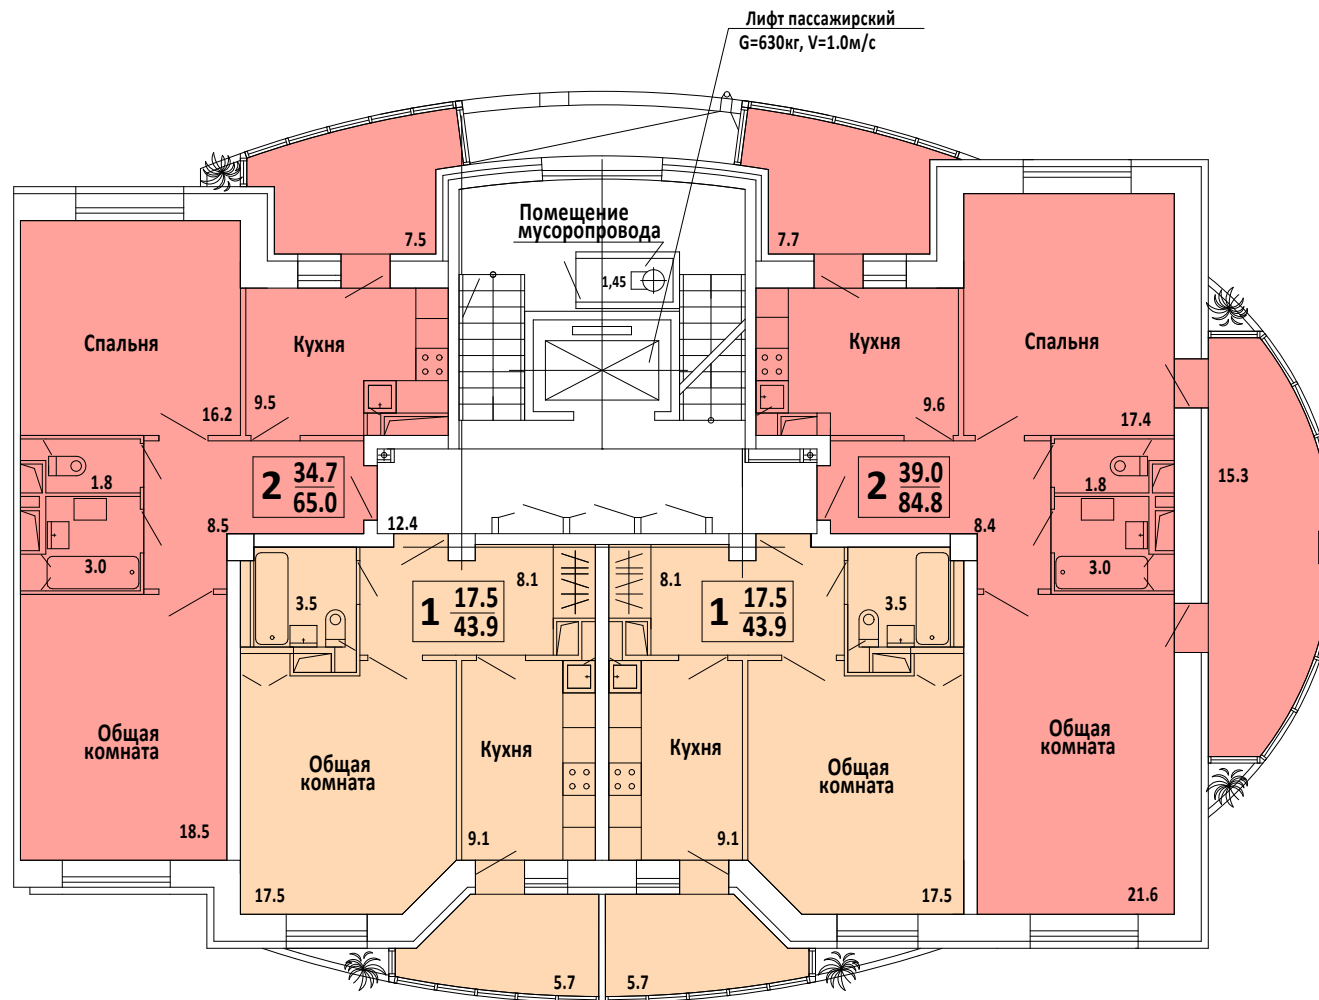 Лифт пассажирский
G=630кг, V=1.0м/с
Помещение
мусоропровода
1,45
7.5
7.7
Спальня
16.2
Кухня
9.5
Кухня
9.6
Спальня
17.4
15.3
1.8
3.0
8.5
2 34.7
65.0
12.4
2 39.0
84.8
8.4
1.8
3.0
3.5
1 17.5
43.9
8.1
8.1
1 17.5
43.9
3.5
Общая
комната
18.5
Общая
комната
17.5
Кухня
9.1
Кухня
9.1
Общая
комната
17.5
Общая
комната
21.6
5.7
5.7